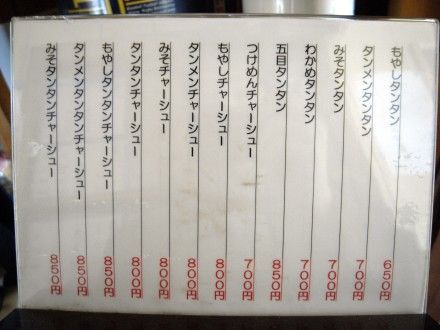 もやしタンタン 650円
タンメンタンタン 700円
みそタンタン 700円
わかめタンタン 700円
五目タンタン 850円
つけめんチャーシュー 700円
もやしチャーシュー 800円
タンメンチャーシュー 800円
みそチャーシュー 800円
タンタンチャーシュー 800円
もやしタンタンチャーシュー 850円
タンメンタンタンチャーシュー 850円
みそタンタンチャーシュー 850円